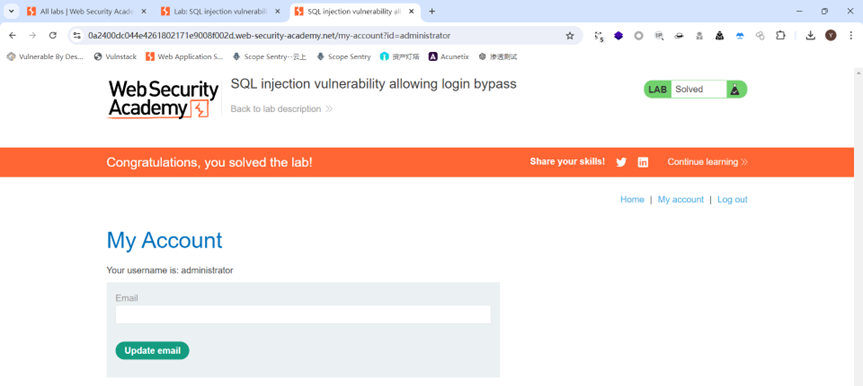 All labs | Web Security Acade
Lab: SQL injection vulnerabili
SQL injection vulnerability all
0a2400dc044e4261802171e9008f002d.web-security-academy.net/my-account?id=administrator
Vulnerable By Des...
Vulnstack
Web Application S...
Scope Sentry--云上
Scope Sentry
资产灯塔
Acunetix
渗透测试
Web Security
Academy
SQL injection vulnerability allowing login bypass
Back to lab description
LAB Solved
Congratulations, you solved the lab!
Share your skills!
Continue learning
Home | My account | Log out
My Account
Your username is: administrator
Email
Update email